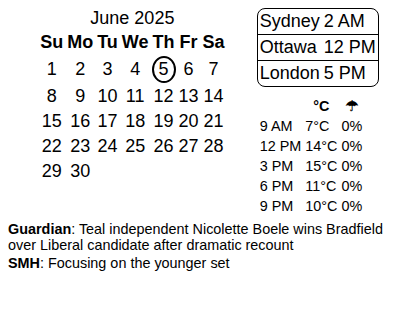 June 2025
Su Mo Tu We Th Fr Sa
1 2 3 4 5 6 7
8 9 10 11 12 13 14
15 16 17 18 19 20 21
22 23 24 25 26 27 28
29 30
Sydney 2 AM
Ottawa 12 PM
London 5 PM
°C ☂
9 AM 7°C 0%
12 PM 14°C 0%
3 PM 15°C 0%
6 PM 11°C 0%
9 PM 10°C 0%
Guardian: Teal independent Nicolette Boele wins Bradfield
over Liberal candidate after dramatic recount
SMH: Focusing on the younger set